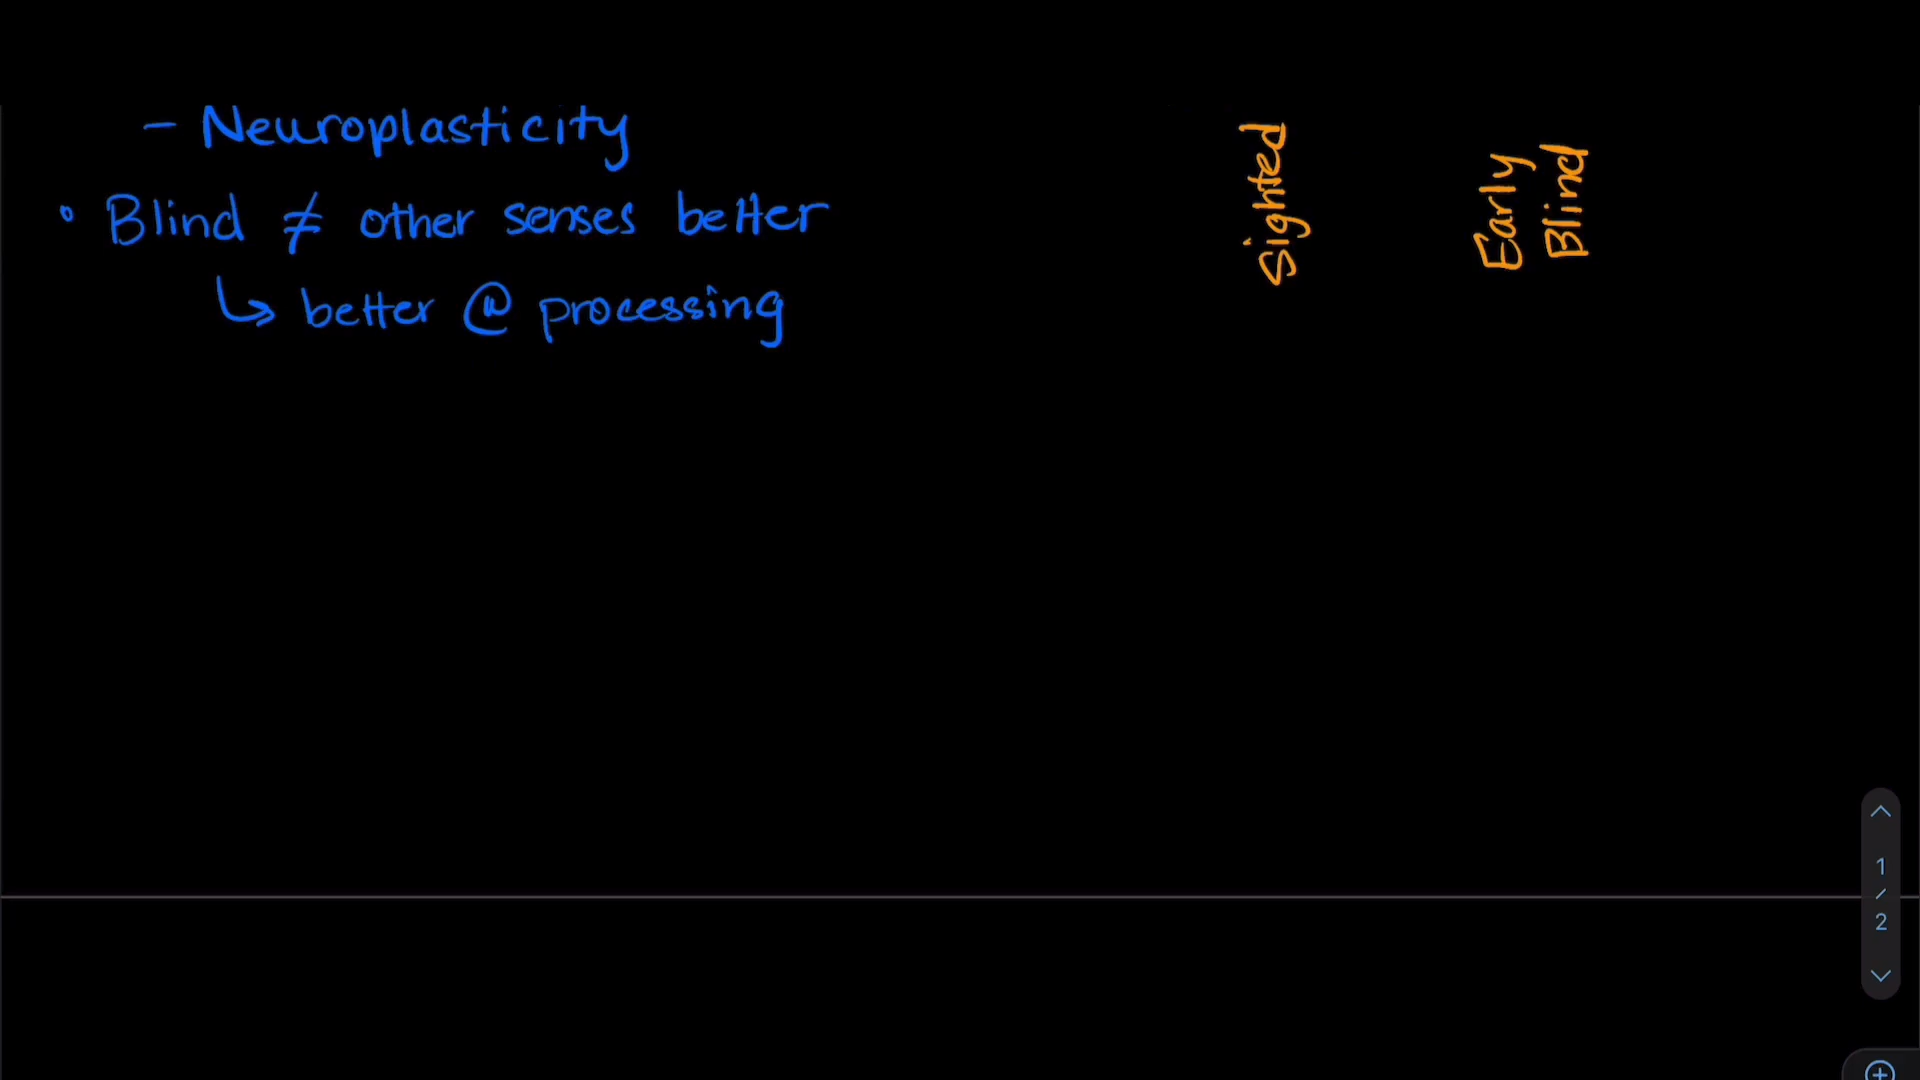 - Neuroplasticity
• Blind ≠ other senses better
↳ better @ processing
Sighted
Early
Blind
1
/
2